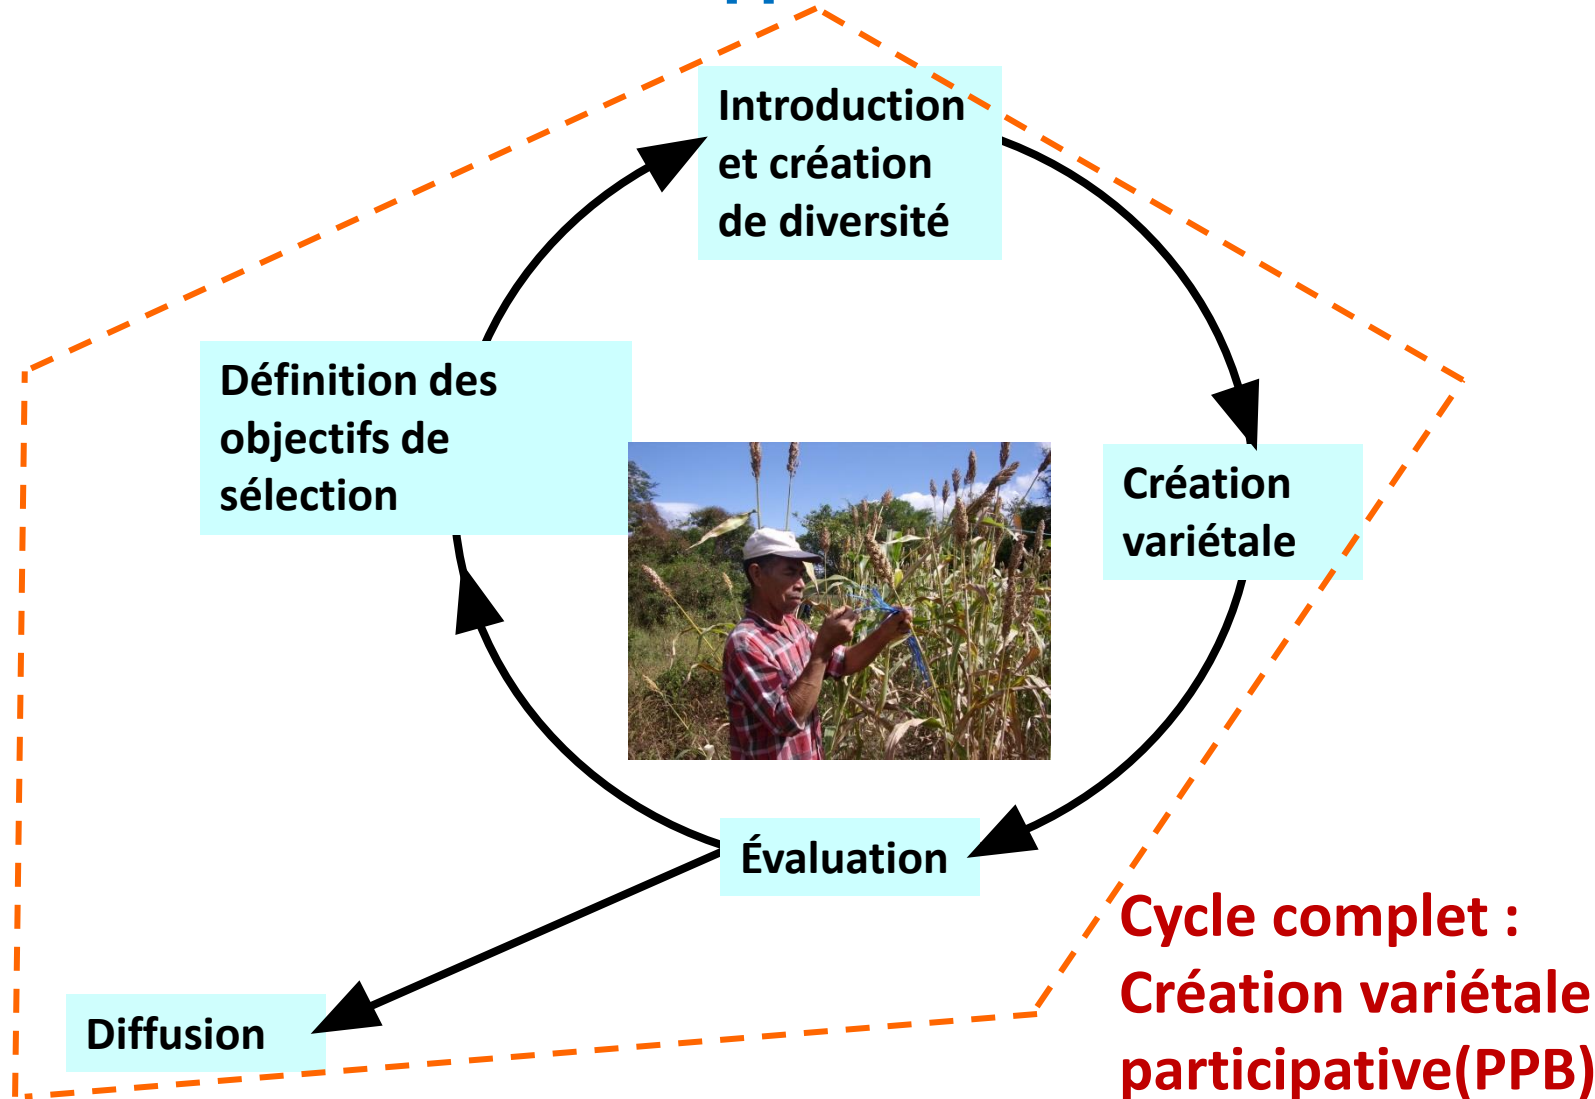 Introduction
et création
de diversité
Définition des
objectifs de
sélection
Création
variétale
Évaluation
Diffusion
Cycle complet :
Création variétale
participative(PPB)